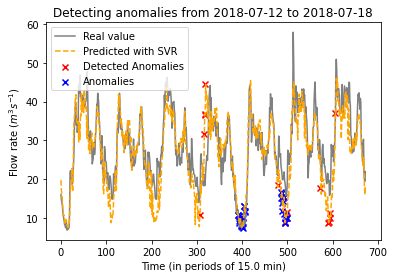 Detecting anomalies from 2018-07-12 to 2018-07-18
60
50
40
30
20
10
Flow rate (m³s⁻¹)
Real value
Predicted with SVR
Detected Anomalies
Anomalies
0 100 200 300 400 500 600 700
Time (in periods of 15.0 min)